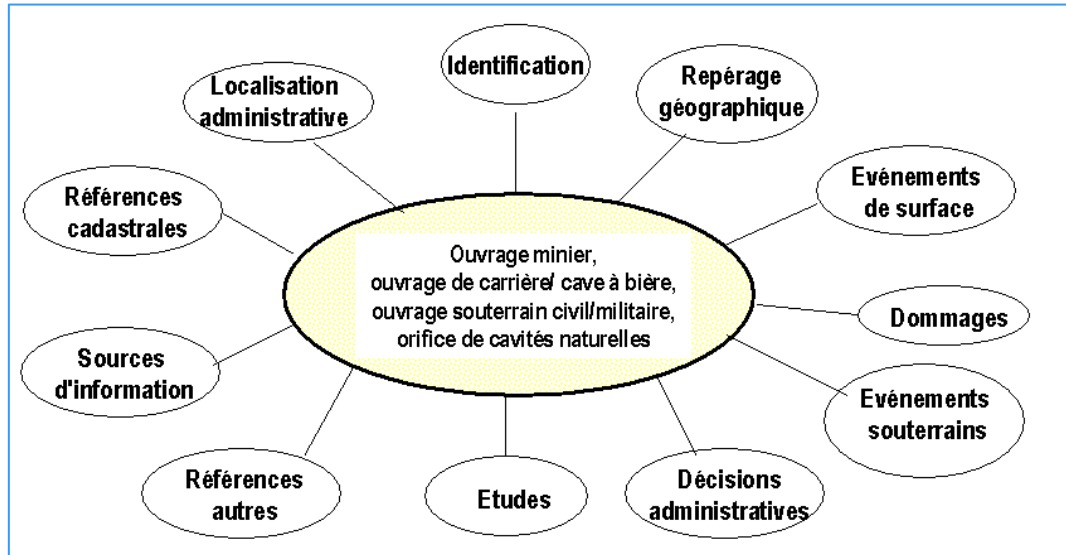 Identification
Localisation
administrative
Repérage
géographique
Références
cadastrales
Evénements
de surface
Ouvrage minier,
ouvrage de carrière/ cave à bière,
ouvrage souterrain civil/militaire,
orifice de cavités naturelles
Dommages
Sources
d'information
Evénements
souterrains
Références
autres
Etudes
Décisions
administratives